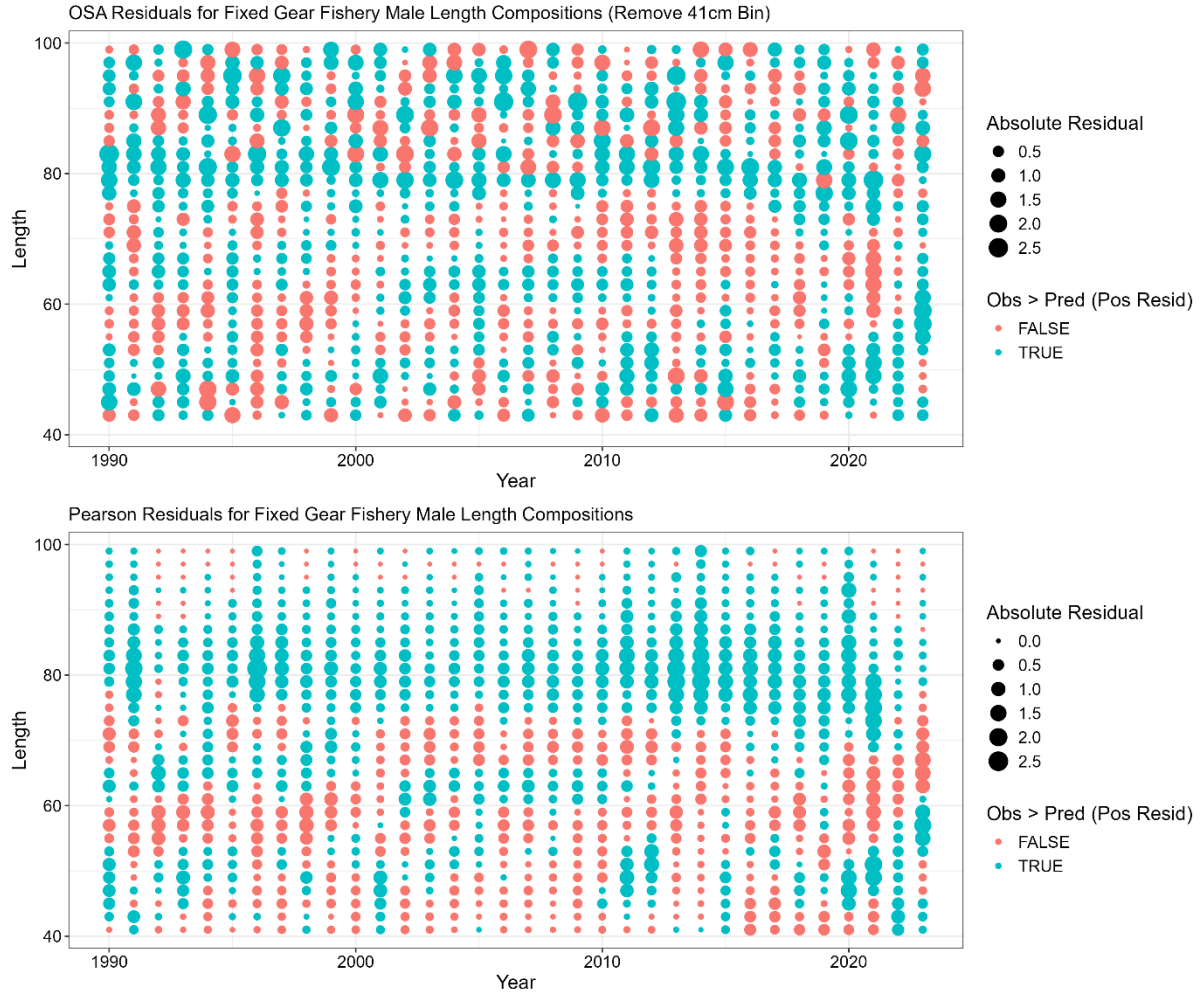 OSA Residuals for Fixed Gear Fishery Male Length Compositions (Remove 41cm Bin)
100
80
60
40
Length
1990
2000
2010
2020
Year
Absolute Residual
0.5
1.0
1.5
2.0
2.5
Obs > Pred (Pos Resid)
FALSE
TRUE
Pearson Residuals for Fixed Gear Fishery Male Length Compositions
100
80
60
40
Length
1990
2000
2010
2020
Year
Absolute Residual
0.0
0.5
1.0
1.5
2.0
2.5
Obs > Pred (Pos Resid)
FALSE
TRUE